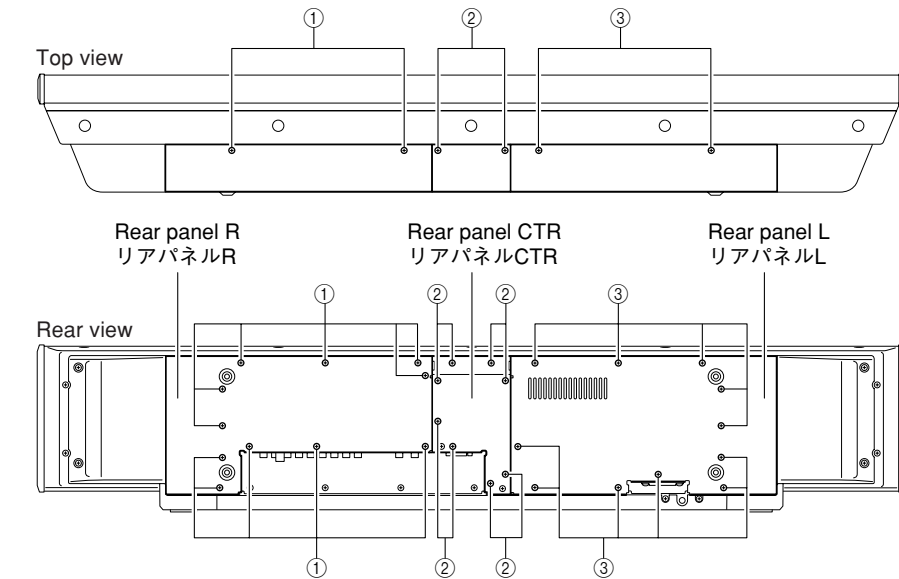 ① ② ③
Top view
Rear panel R Rear panel CTR Rear panel L
リアパネルR リアパネルCTR リアパネルL
① ② ② ③
Rear view
① ② ② ③